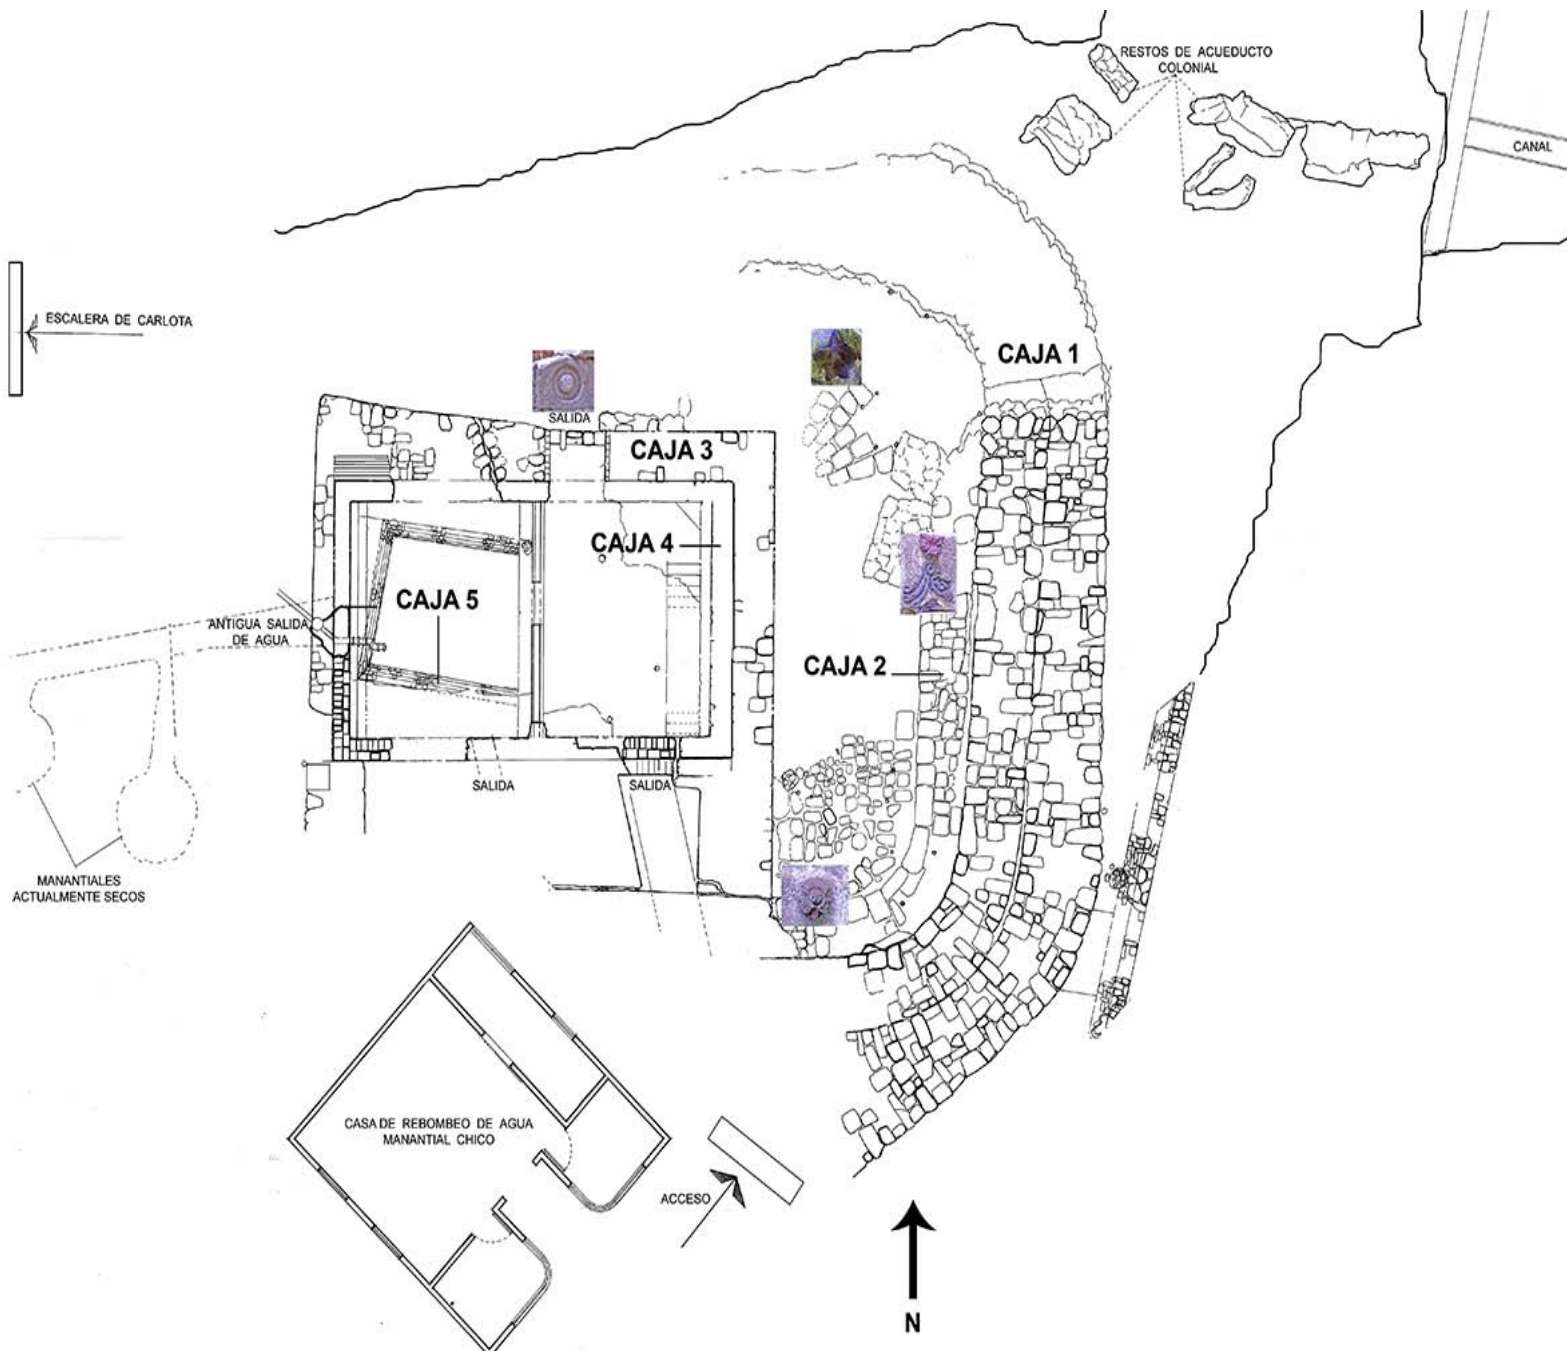 RESTOS DE ACUEDUCTO
COLONIAL
CANAL
ESCALERA DE CARLOTA
CAJA 1
SALIDA
CAJA 3
CAJA 4
CAJA 5
ANTIGUA SALIDA
DE AGUA
CAJA 2
SALIDA
SALIDA
MANANTIALES
ACTUALMENTE SECOS
CASA DE REBOMBEO DE AGUA
MANANTIAL CHICO
ACCESO
N